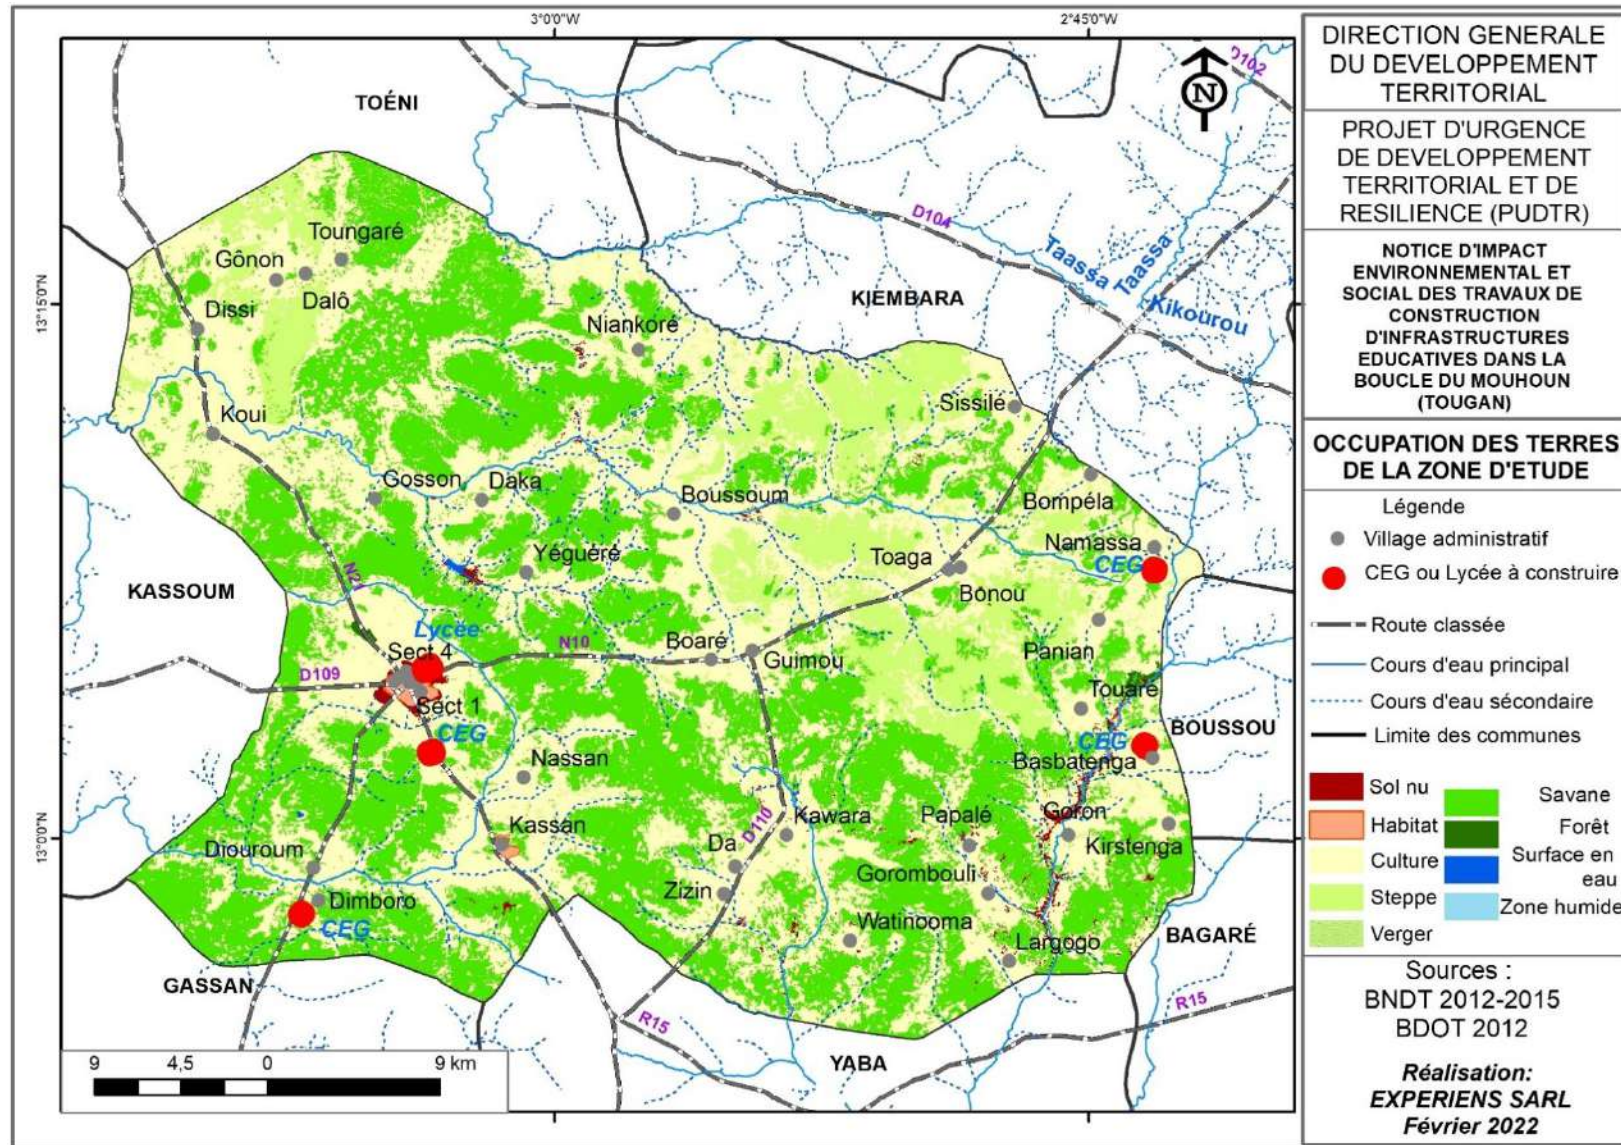 3°0'0"W
2°45'0"W
D102
TOÉNI
D104
Taassa
Taassa
Toungaré
Gônon
Dalô
KIEMBARA
Kikourou
13°15'0"N
Dissi
Niankoré
Koui
Sissilé
Gosson
Daka
Boussoum
Bompéla
Yéguéré
Toaga
Namassa
CEG
Bonou
N21
KASSOUM
Lycée
Sect 4
N10
Boaré
Guimou
Panian
D109
Touaré
Sect 1
CEG
CEG
BOUSSOU
Basbatenga
Nassan
Kassan
Kawara
Papalé
Goron
Kirstenga
13°0'0"N
D110
Da
Diouroum
Gorombouli
Zizin
Dimboro
CEG
Watinooma
Largogo
BAGARÉ
GASSAN
R15
R15
YABA
9 4,5 0 9 km
DIRECTION GENERALE
DU DEVELOPPEMENT
TERRITORIAL
PROJET D'URGENCE
DE DEVELOPPEMENT
TERRITORIAL ET DE
RESILIENCE (PUDTR)
NOTICE D'IMPACT
ENVIRONNEMENTAL ET
SOCIAL DES TRAVAUX DE
CONSTRUCTION
D'INFRASTRUCTURES
EDUCATIVES DANS LA
BOUCLE DU MOUHOUN
(TOUGAN)
OCCUPATION DES TERRES
DE LA ZONE D'ETUDE
Légende
Village administratif
CEG ou Lycée à construire
Route classée
Cours d'eau principal
Cours d'eau sécondaire
Limite des communes
Sol nu
Habitat
Culture
Steppe
Verger
Savane
Forêt
Surface en
eau
Zone humide
Sources :
BNDT 2012-2015
BDOT 2012
Réalisation:
EXPERIENS SARL
Février 2022
N